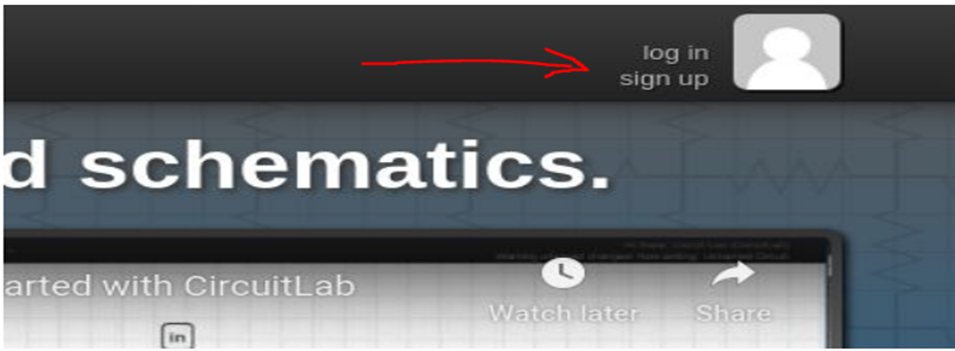 log in
sign up
d schematics.
arted with CircuitLab
Watch later
Share
in